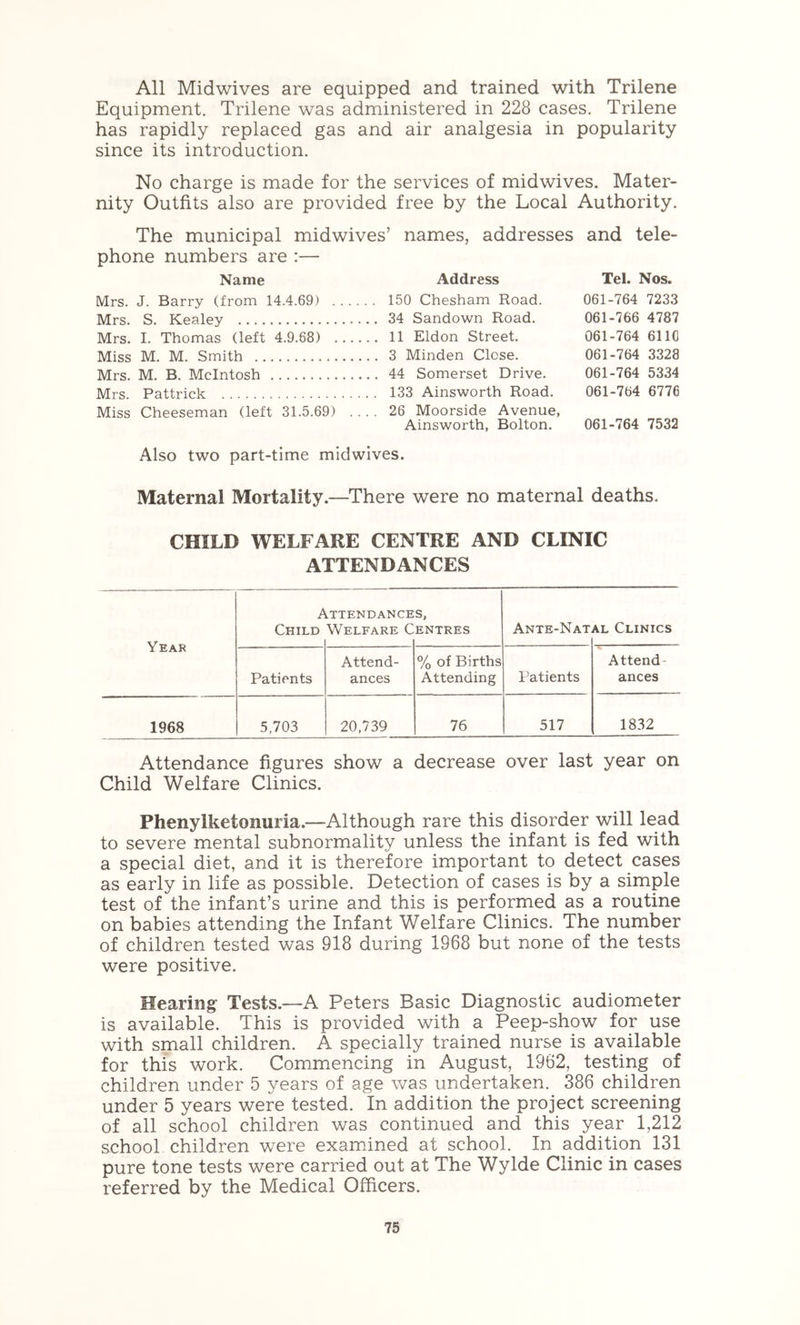 All Midwives are equipped and trained with Trilene
Equipment. Trilene was administered in 228 cases. Trilene
has rapidly replaced gas and air analgesia in popularity
since its introduction.
No charge is made for the services of midwives. Mater-
nity Outfits also are provided free by the Local Authority.
The municipal midwives' names, addresses and tele-
phone numbers are :—
Name Address Tel. Nos.
Mrs. J. Barry (from 14.4.69) ...... 150 Chesham Road. 061-764 7233
Mrs. S. Kealey ................... 34 Sandown Road. 061-766 4787
Mrs. I. Thomas (left 4.9.68) ...... 11 Eldon Street. 061-764 6110
Miss M. M. Smith ................. 3 Minden Close. 061-764 3328
Mrs. M. B. McIntosh .............. 44 Somerset Drive. 061-764 5334
Mrs. Pattrick .................... 133 Ainsworth Road. 061-764 6776
Miss Cheeseman (left 31.5.69) .... 26 Moorside Avenue,
Ainsworth, Bolton. 061-764 7532
Also two part-time midwives.
Maternal Mortality.—There were no maternal deaths.
CHILD WELFARE CENTRE AND CLINIC
ATTENDANCES
Year Attendances, Child Welfare Centres Ante-Natal Clinics
Patients Attend-ances % of Births Attending Patients Attend-ances
1968 5,703 20,739 76 517 1832
Attendance figures show a decrease over last year on
Child Welfare Clinics.
Phenylketonuria.—Although rare this disorder will lead
to severe mental subnormality unless the infant is fed with
a special diet, and it is therefore important to detect cases
as early in life as possible. Detection of cases is by a simple
test of the infant's urine and this is performed as a routine
on babies attending the Infant Welfare Clinics. The number
of children tested was 918 during 1968 but none of the tests
were positive.
Hearing Tests.—A Peters Basic Diagnostic audiometer
is available. This is provided with a Peep-show for use
with small children. A specially trained nurse is available
for this work. Commencing in August, 1962, testing of
children under 5 years of age was undertaken. 386 children
under 5 years were tested. In addition the project screening
of all school children was continued and this year 1,212
school children were examined at school. In addition 131
pure tone tests were carried out at The Wylde Clinic in cases
referred by the Medical Officers.
75